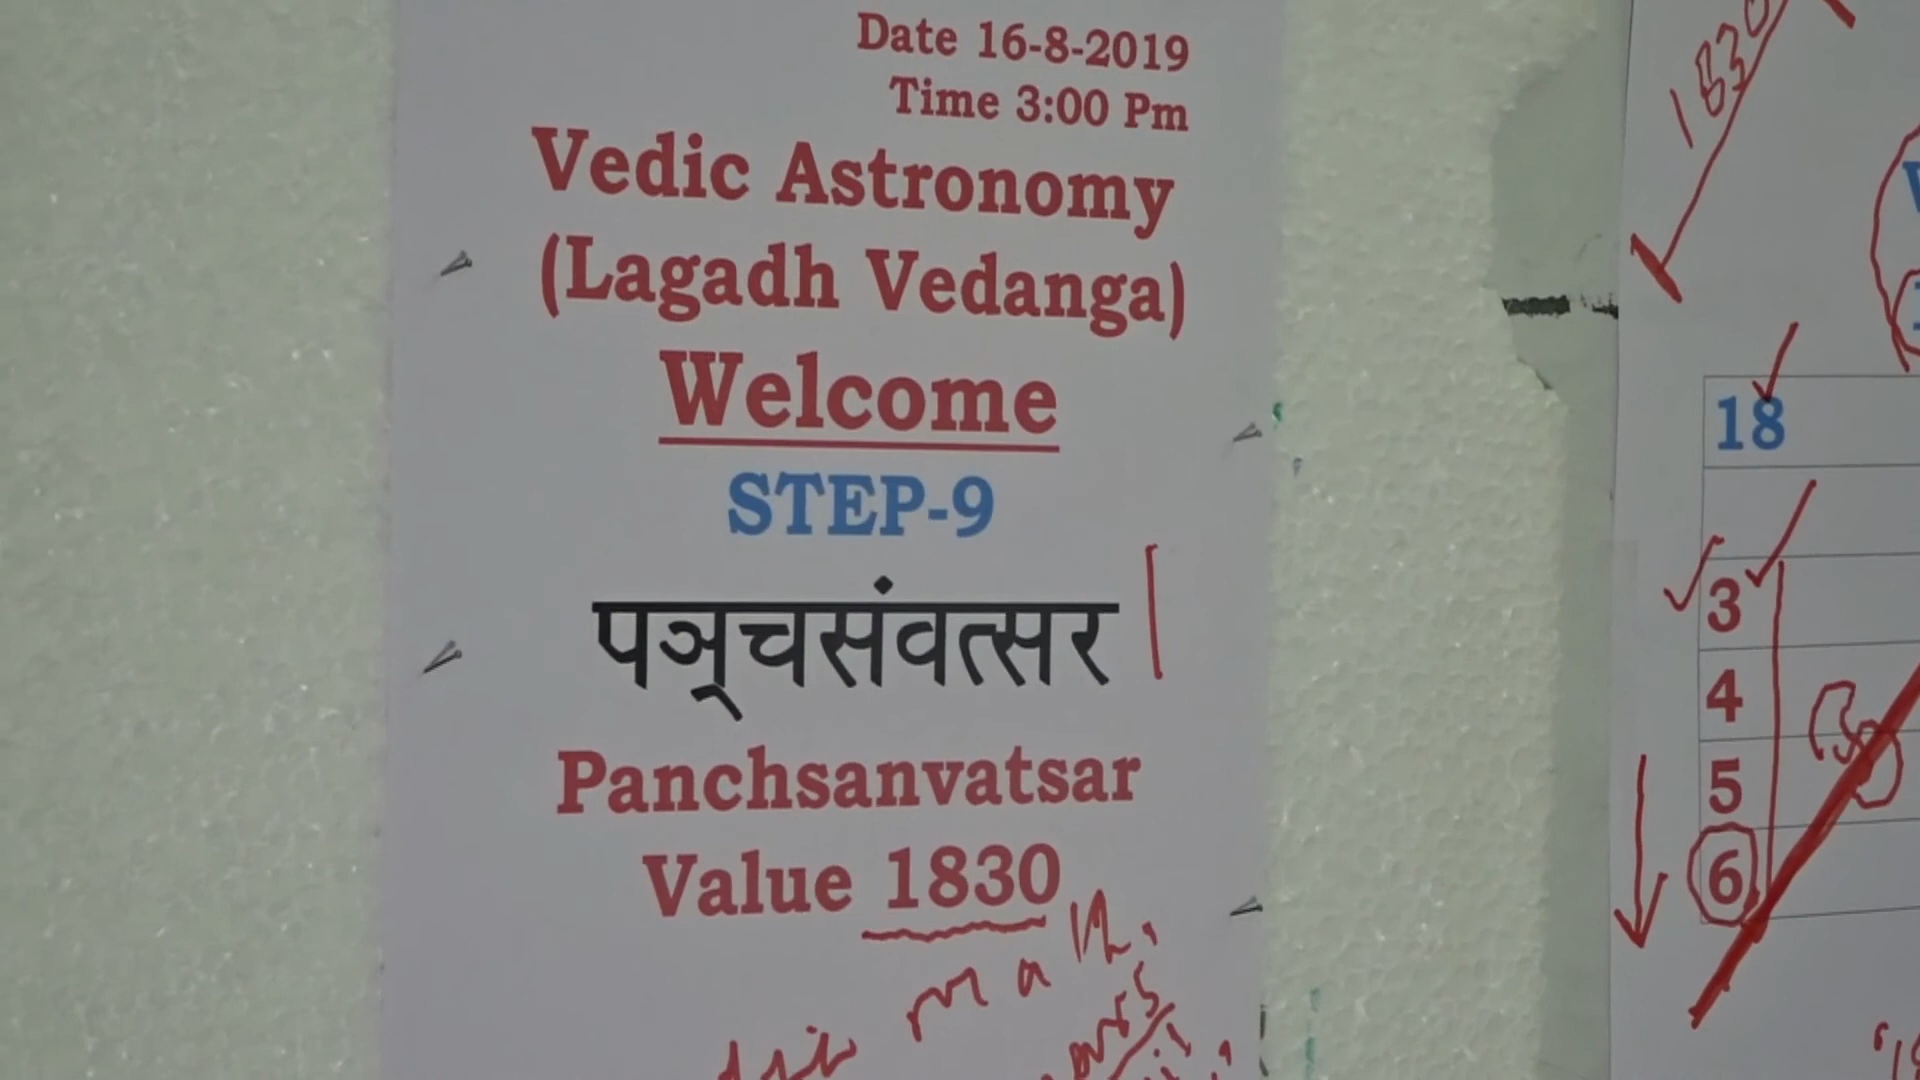 Date 16-8-2019
Time 3:00 Pm
Vedic Astronomy
(Lagadh Vedanga)
Welcome
STEP-9
पञ्चसंवत्सर
Panchsanvatsar
Value 1830
1830
18
3
4
5
6